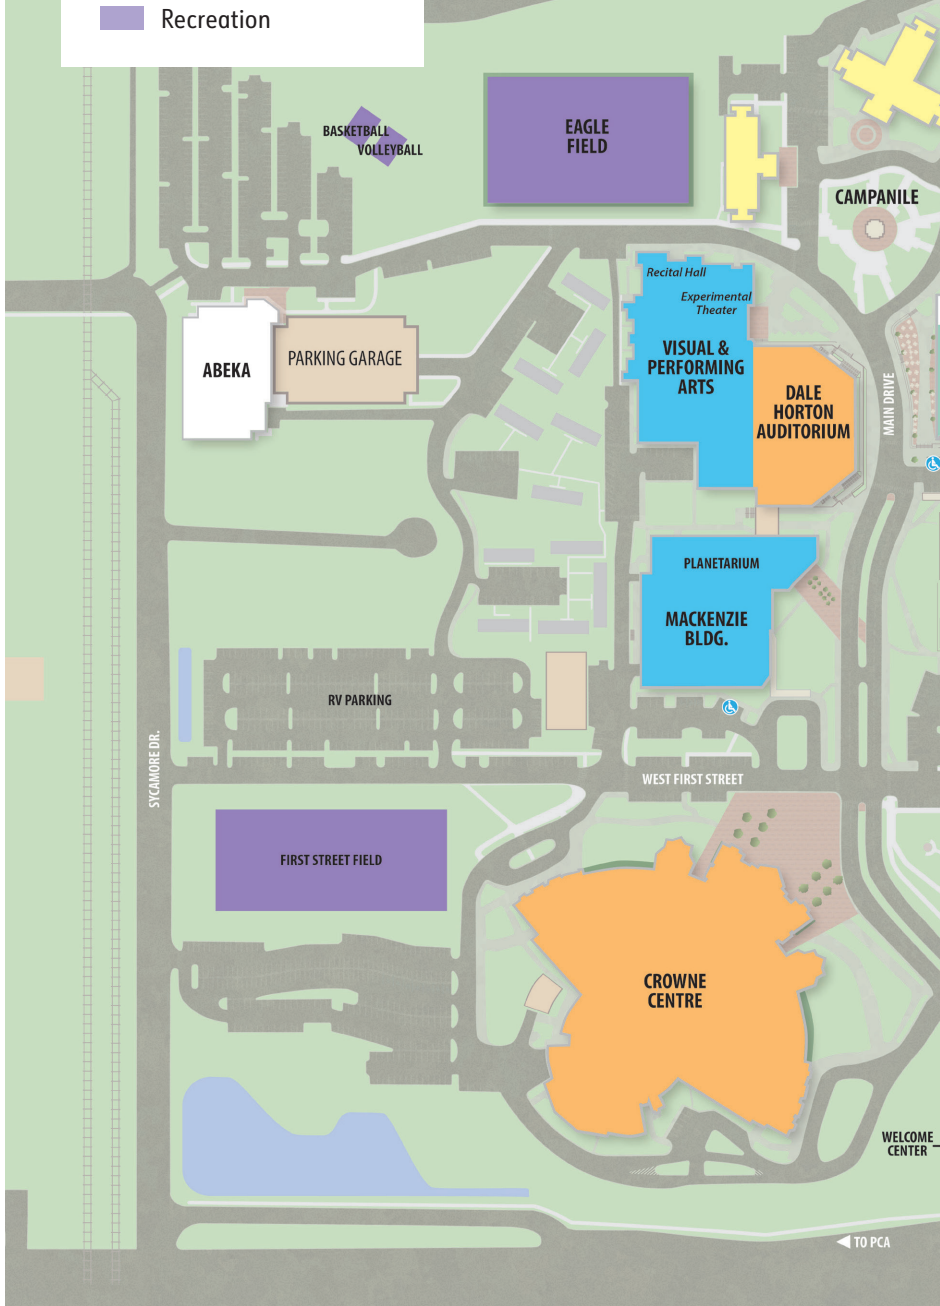 Recreation
BASKETBALL
VOLLEYBALL
EAGLE
FIELD
CAMPANILE
Recital Hall
Experimental
Theater
VISUAL &
PERFORMING
ARTS
ABEKA
PARKING GARAGE
DALE
HORTON
AUDITORIUM
MAIN DRIVE
PLANETARIUM
MACKENZIE
BLDG.
RV PARKING
SYCAMORE DR.
WEST FIRST STREET
FIRST STREET FIELD
CROWNE
CENTRE
WELCOME
CENTER
TO PCA